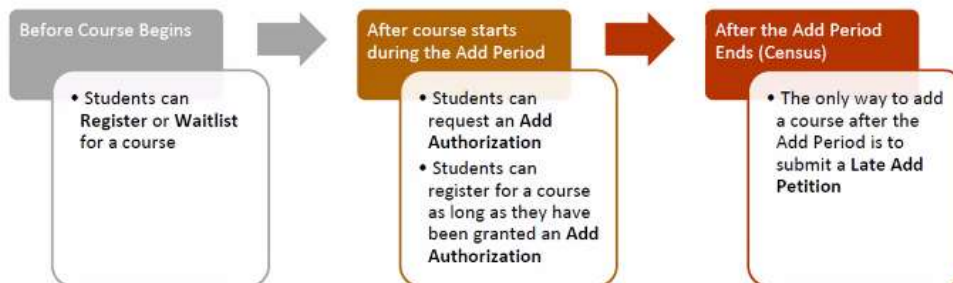 Before Course Begins
• Students can
Register or Waitlist
for a course
After course starts
during the Add Period
• Students can
request an Add
Authorization
• Students can
register for a course
as long as they have
been granted an Add
Authorization
After the Add Period
Ends (Census)
• The only way to add
a course after the
Add Period is to
submit a Late Add
Petition